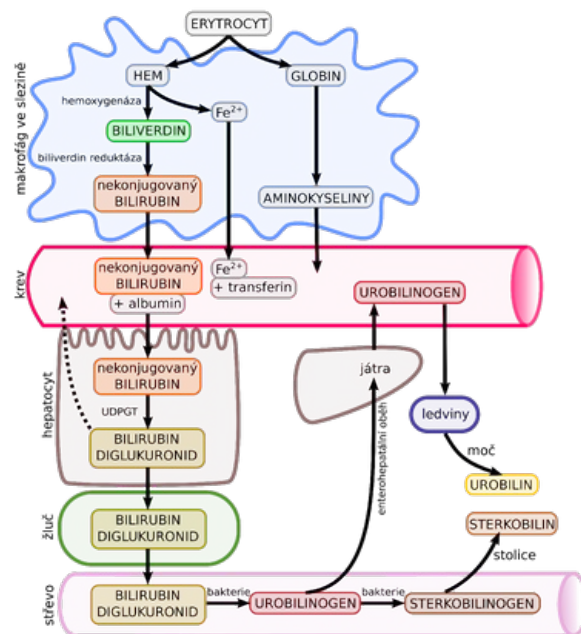 ERYTROCYT
HEM
GLOBIN
hemoxygenáza
Fe²⁺
BILIVERDIN
biliverdin reduktáza
makrofág ve slezině
nekonjugovaný
BILIRUBIN
AMINOKYSELINY
krev
nekonjugovaný
BILIRUBIN
+ albumin
Fe²⁺
+ transferin
UROBILINOGEN
hepatocyt
nekonjugovaný
BILIRUBIN
UDPGT
BILIRUBIN
DIGLUKURONID
játra
enterohepatální oběh
ledviny
moč
UROBILIN
žluč
BILIRUBIN
DIGLUKURONID
STERKOBILIN
stolice
střevo
BILIRUBIN
DIGLUKURONID
bakterie
UROBILINOGEN
bakterie
STERKOBILINOGEN